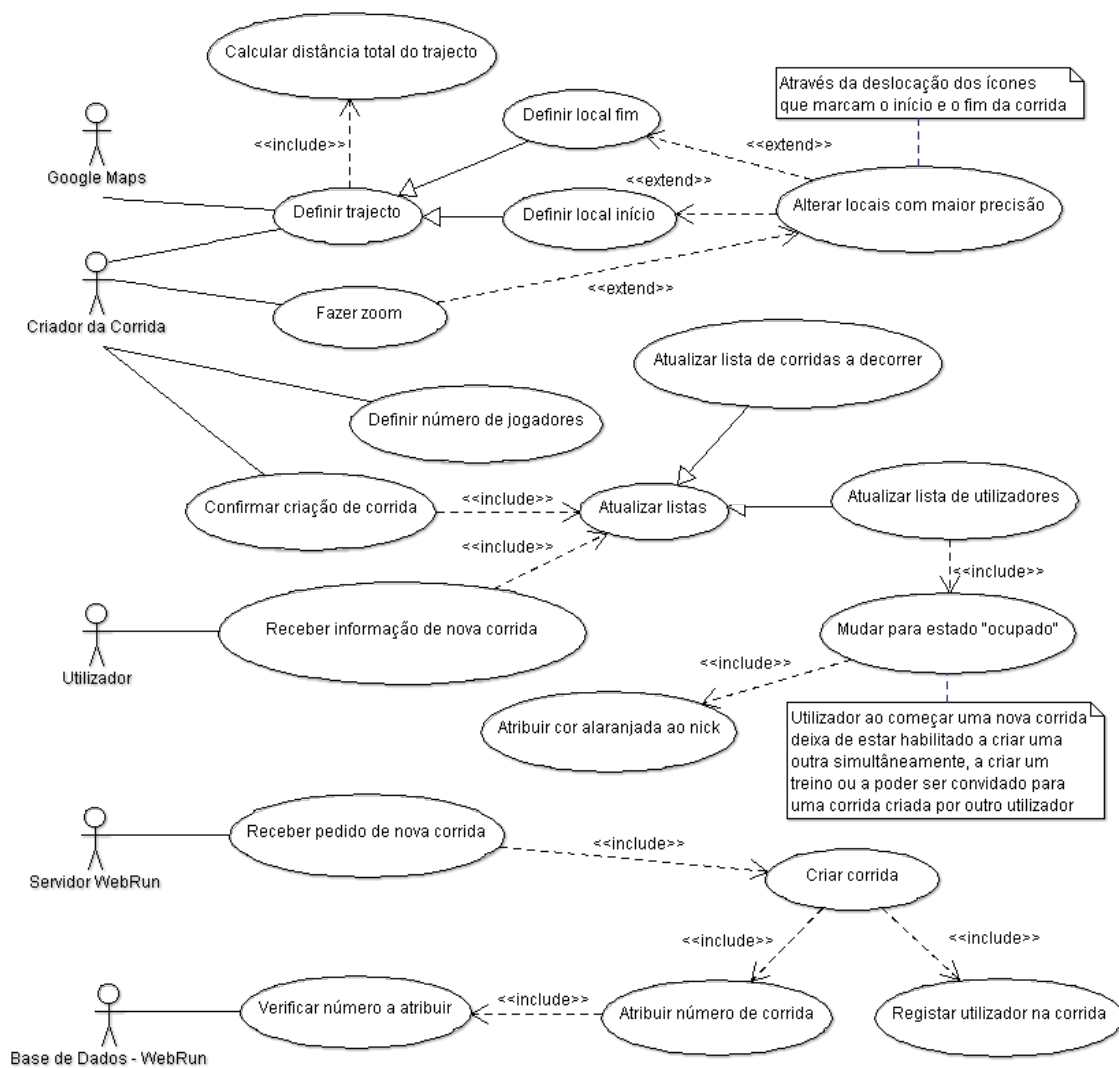 Calcular distância total do trajecto
Através da deslocação dos ícones
que marcam o início e o fim da corrida
Definir local fim
<<include>>
<<extend>>
Google Maps
<<extend>>
Definir trajecto
Definir local início
Alterar locais com maior precisão
<<extend>>
Fazer zoom
Criador da Corrida
Atualizar lista de corridas a decorrer
Definir número de jogadores
<<include>>
Atualizar lista de utilizadores
Confirmar criação de corrida
Atualizar listas
<<include>>
<<include>>
Receber informação de nova corrida
Mudar para estado "ocupado"
<<include>>
Utilizador
Atribuir cor alaranjada ao nick
Utilizador ao começar uma nova corrida
deixa de estar habilitado a criar uma
outra simultâneamente, a criar um
treino ou a poder ser convidado para
uma corrida criada por outro utilizador
Receber pedido de nova corrida
<<include>>
Servidor WebRun
Criar corrida
<<include>>
<<include>>
Verificar número a atribuir
<<include>>
Atribuir número de corrida
Registar utilizador na corrida
Base de Dados - WebRun